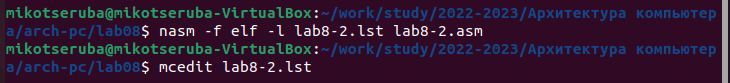 mikotseruba@mikotseruba-VirtualBox:~/work/study/2022-2023/Архитектура компьютер
а/arch-pc/lab08$ nasm -f elf -l lab8-2.lst lab8-2.asm
mikotseruba@mikotseruba-VirtualBox:~/work/study/2022-2023/Архитектура компьютер
а/arch-pc/lab08$ mcedit lab8-2.lst